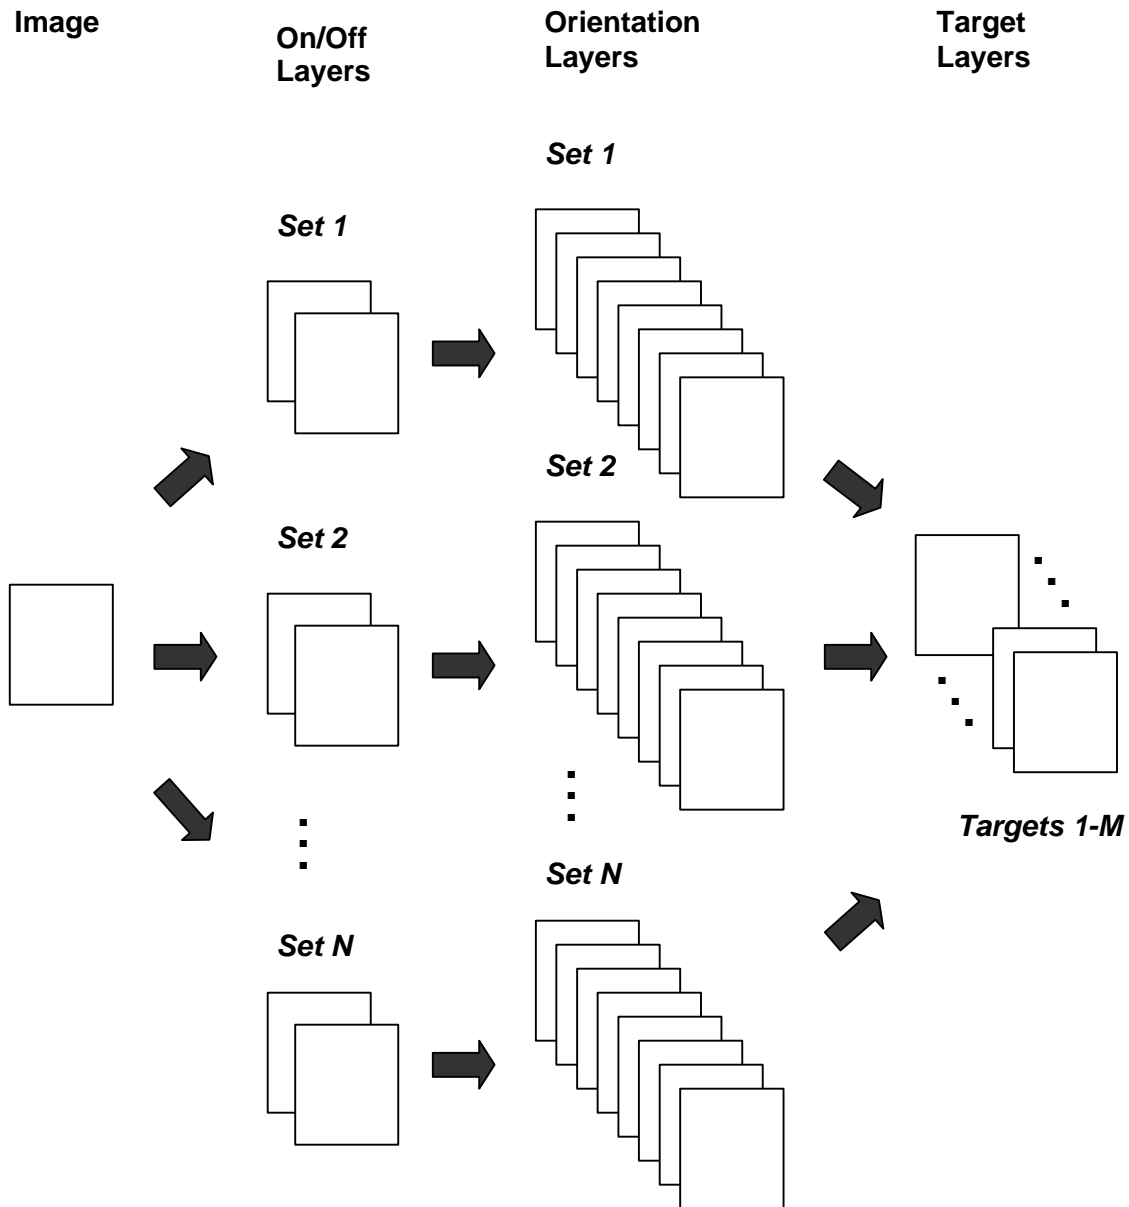 Image
On/Off
Layers
Orientation
Layers
Target
Layers
Set 1
Set 1
Set 2
Set 2
Targets 1-M
Set N
Set N